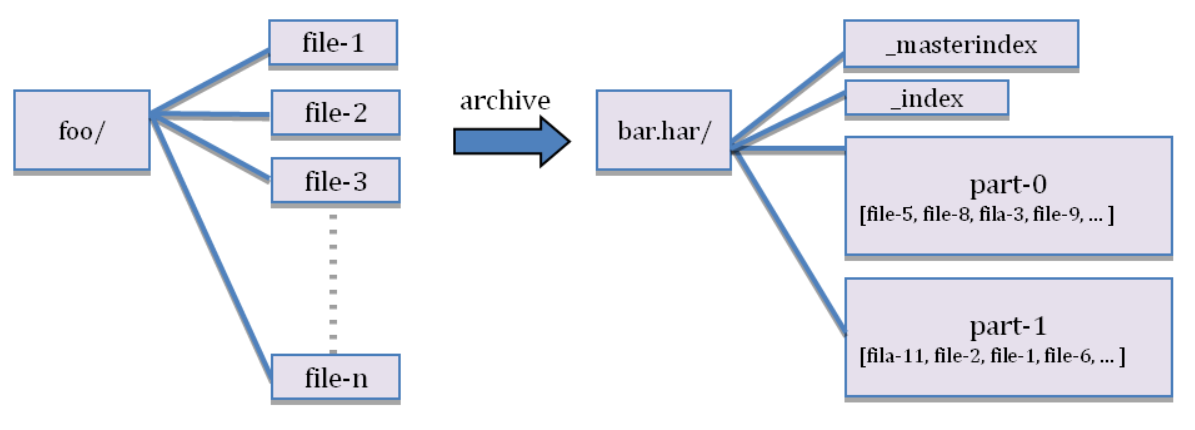 foo/
file-1
file-2
file-3
file-n
archive
bar.har/
_masterindex
_index
part-0
[file-5, file-8, fila-3, file-9, ... ]
part-1
[fila-11, file-2, file-1, file-6, ... ]